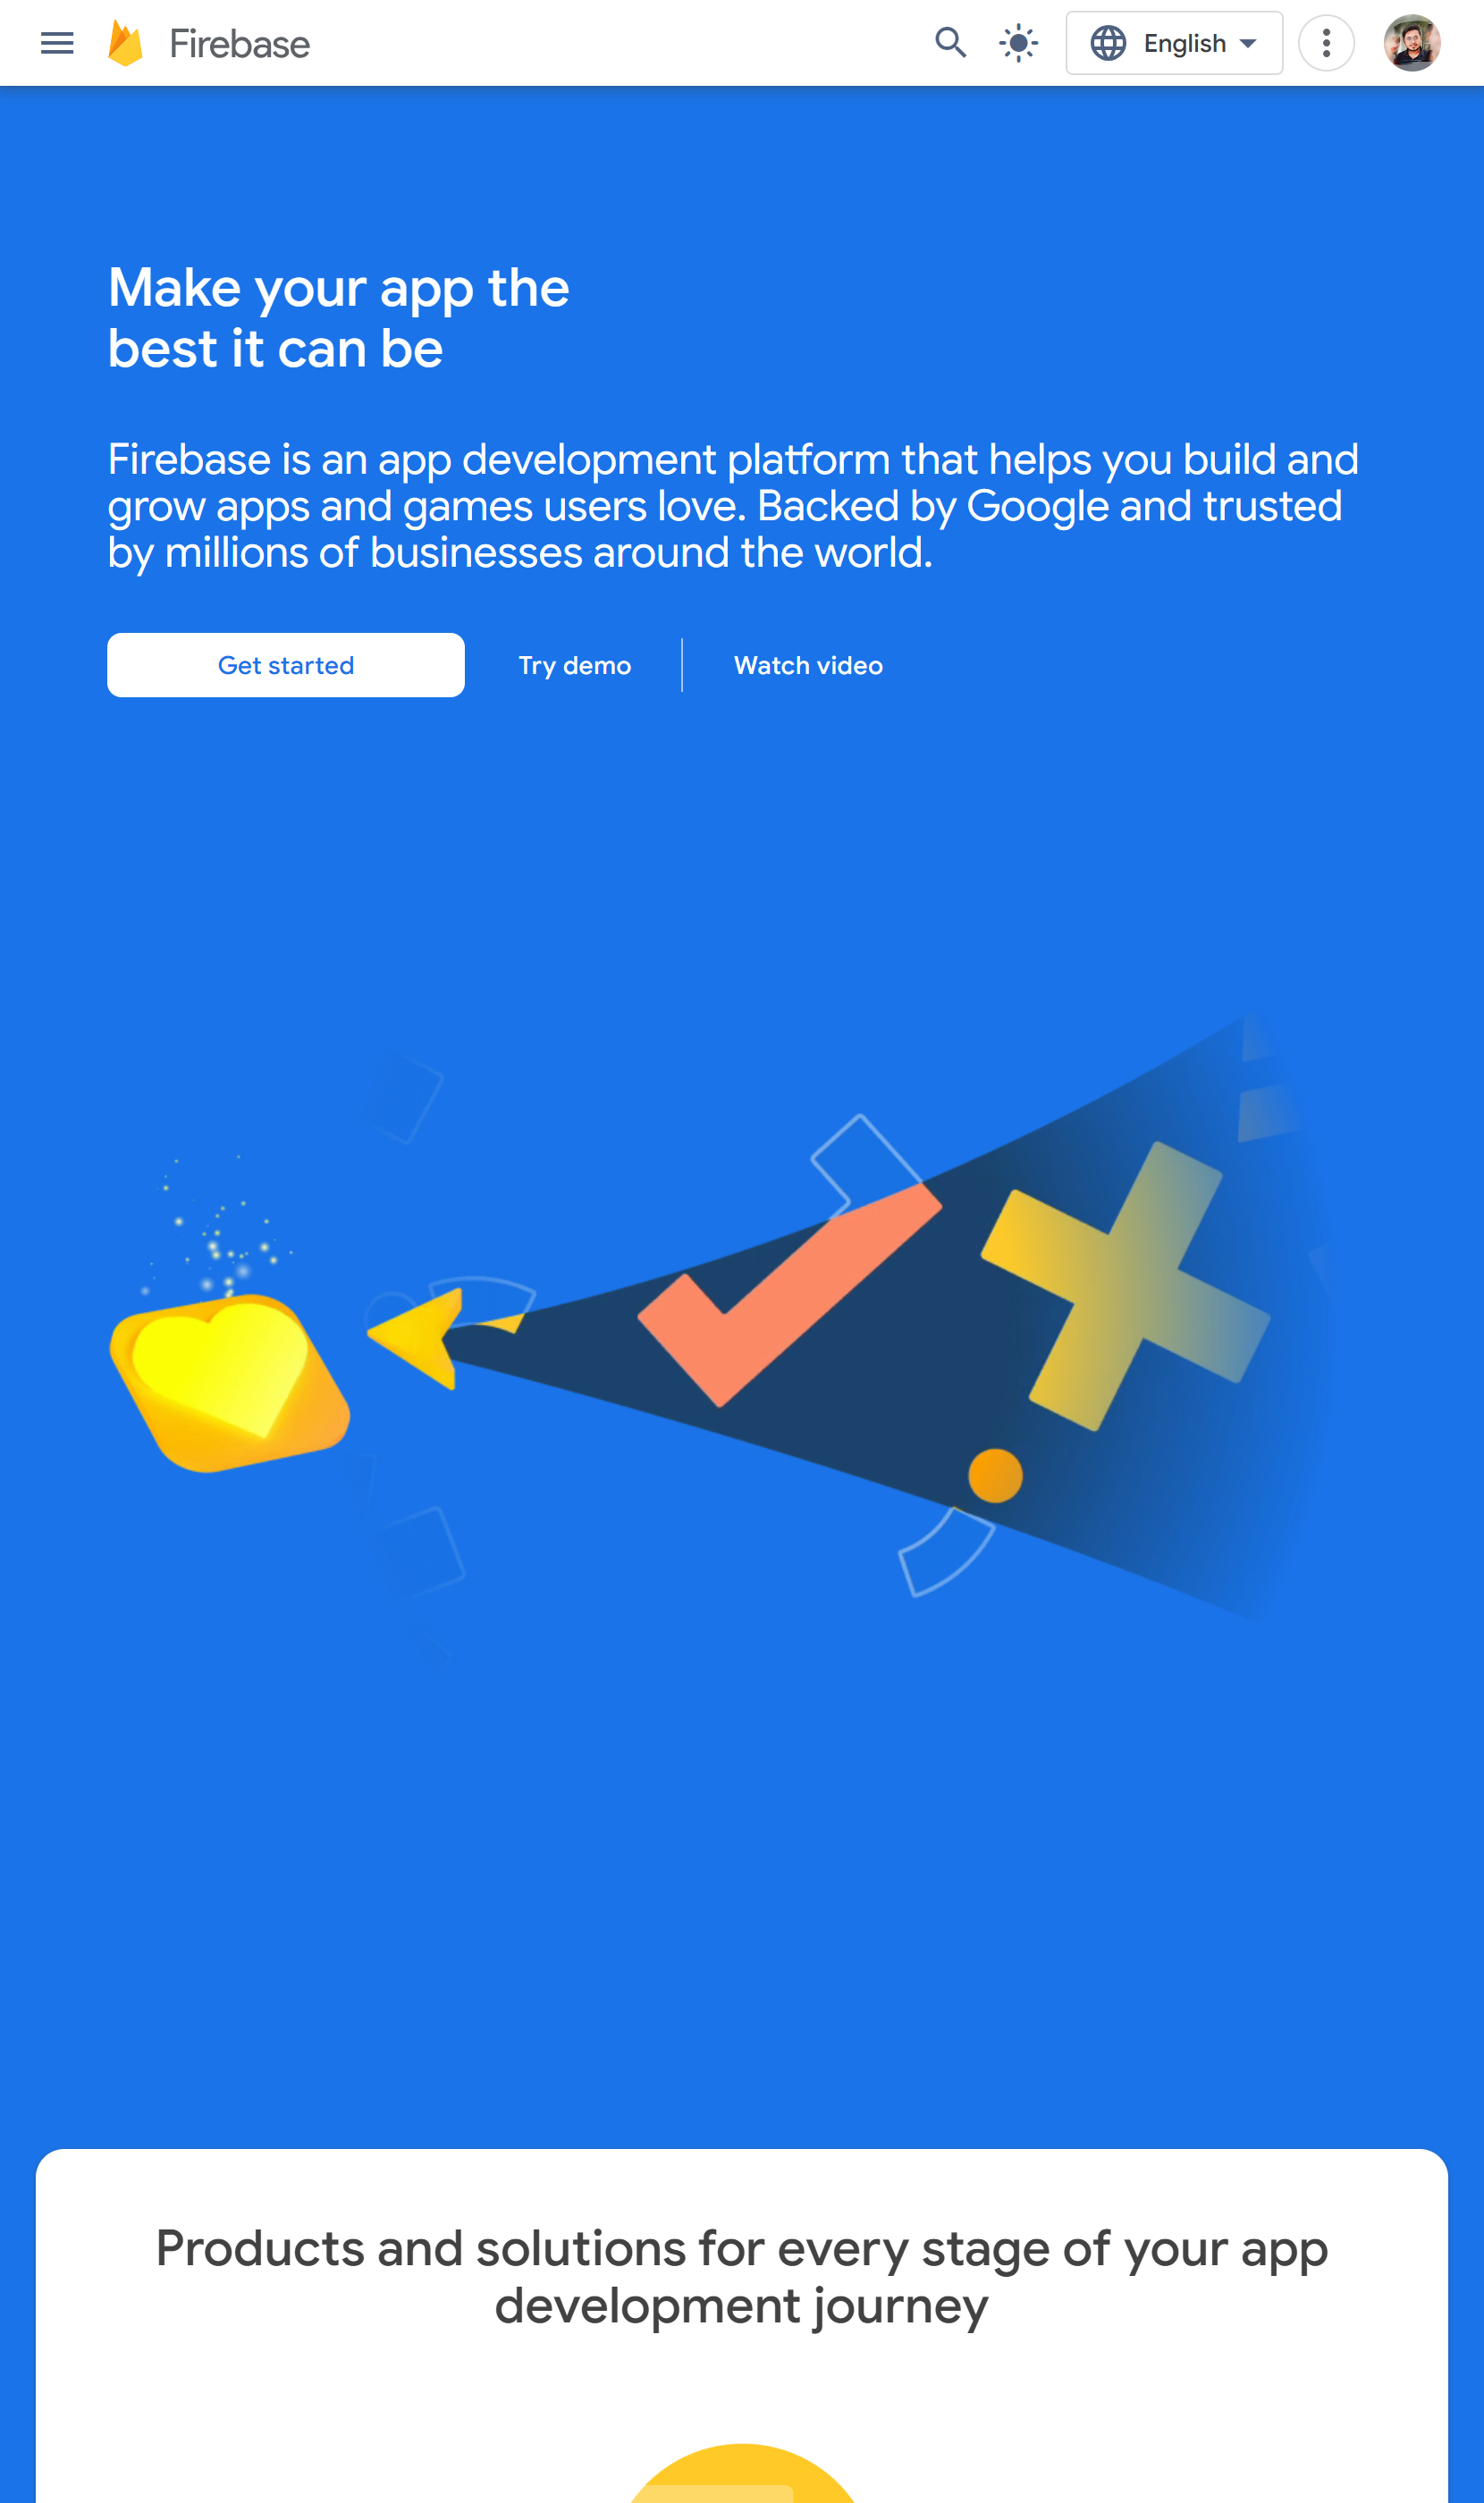 Firebase
English
Make your app the
best it can be
Firebase is an app development platform that helps you build and
grow apps and games users love. Backed by Google and trusted
by millions of businesses around the world.
Get started
Try demo
Watch video
Products and solutions for every stage of your app
development journey